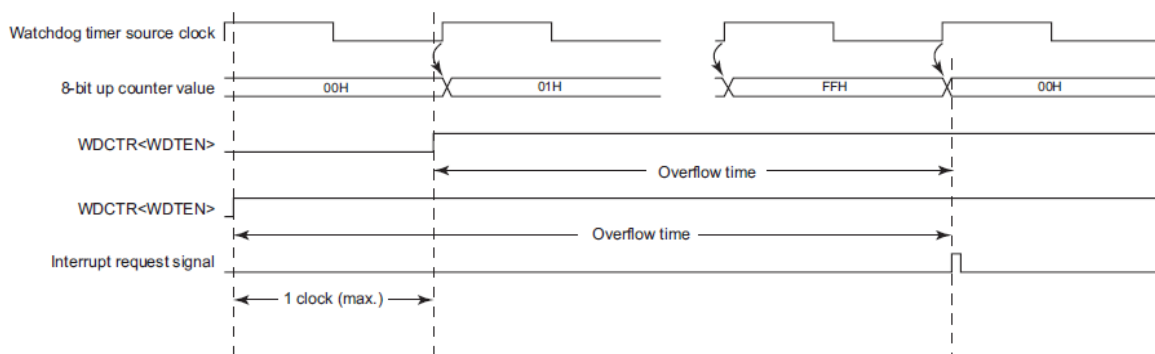 Watchdog timer source clock
8-bit up counter value
00H
01H
FFH
00H
WDCTR<WDTEN>
Overflow time
WDCTR<WDTEN>
Overflow time
Interrupt request signal
1 clock (max.)